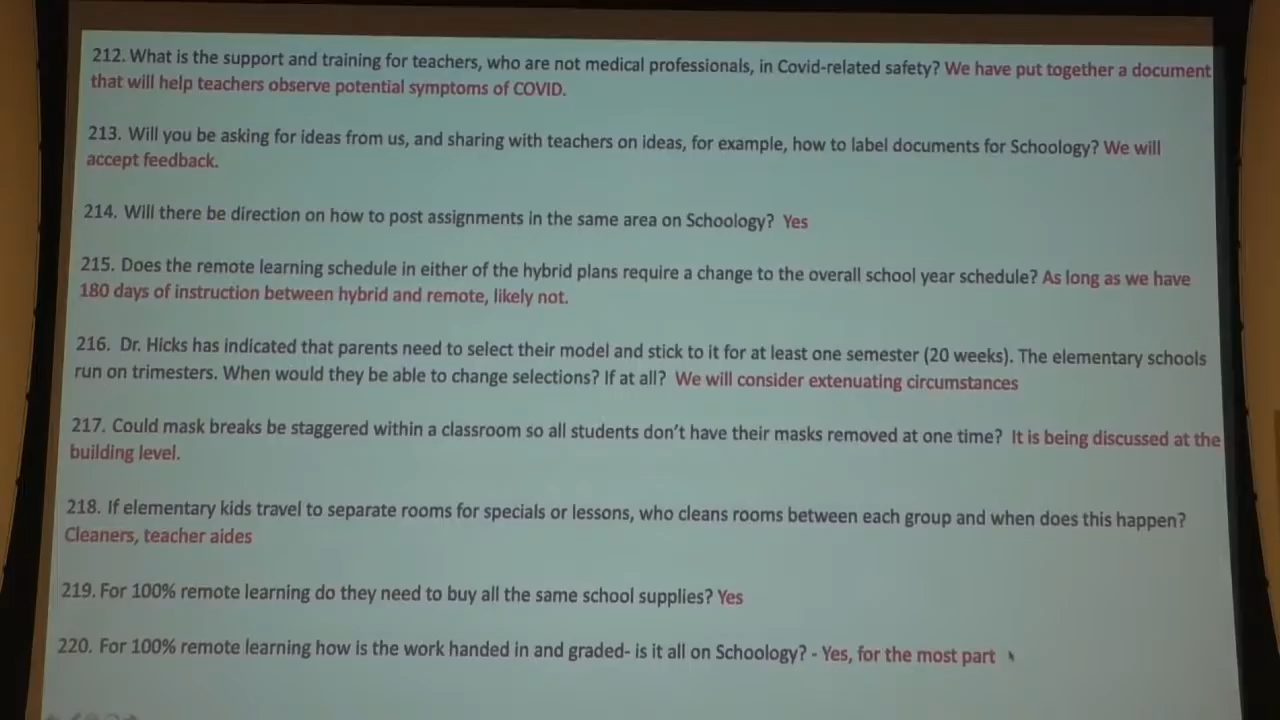 212. What is the support and training for teachers, who are not medical professionals, in Covid-related safety? We have put together a document
that will help teachers observe potential symptoms of COVID.
213. Will you be asking for ideas from us, and sharing with teachers on ideas, for example, how to label documents for Schoology? We will
accept feedback.
214. Will there be direction on how to post assignments in the same area on Schoology? Yes
215. Does the remote learning schedule in either of the hybrid plans require a change to the overall school year schedule? As long as we have
180 days of instruction between hybrid and remote, likely not.
216. Dr. Hicks has indicated that parents need to select their model and stick to it for at least one semester (20 weeks). The elementary schools
run on trimesters. When would they be able to change selections? If at all? We will consider extenuating circumstances
217. Could mask breaks be staggered within a classroom so all students don't have their masks removed at one time? It is being discussed at the
building level.
218. If elementary kids travel to separate rooms for specials or lessons, who cleans rooms between each group and when does this happen?
Cleaners, teacher aides
219. For 100% remote learning do they need to buy all the same school supplies? Yes
220. For 100% remote learning how is the work handed in and graded- is it all on Schoology? - Yes, for the most part